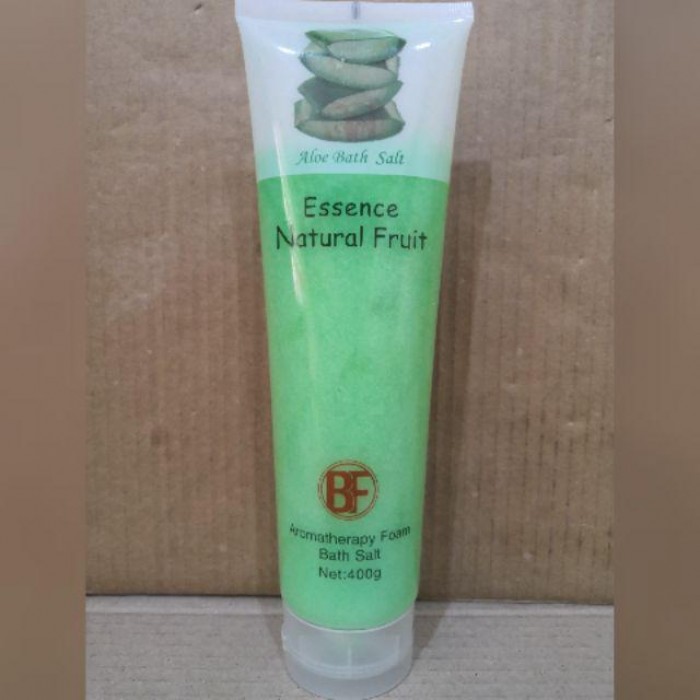 Aloe Bath Salt
Essence
Natural Fruit
BF
Aromatherapy Foam
Bath Salt
Net:400g